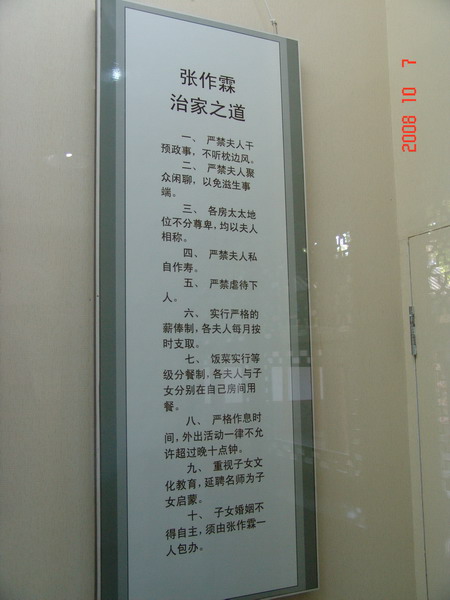 张作霖
治家之道
一、严禁夫人干
预政事，不听枕边风。
二、严禁夫人聚
众闲聊，以免滋生事
端。
三、各房太太地
位不分尊卑，均以夫人
相称。
四、严禁夫人私
自作寿。
五、严禁虐待下
人。
六、实行严格的
薪俸制，各夫人每月按
时支取。
七、饭菜实行等
级分餐制，各夫人与子
女分别在自己房间用
餐。
八、严格作息时
间，外出活动一律不允
许超过晚十点钟。
九、重视子女文
化教育，延聘名师为子
女启蒙。
十、子女婚姻不
得自主，须由张作霖一
人包办。
2008 10 7